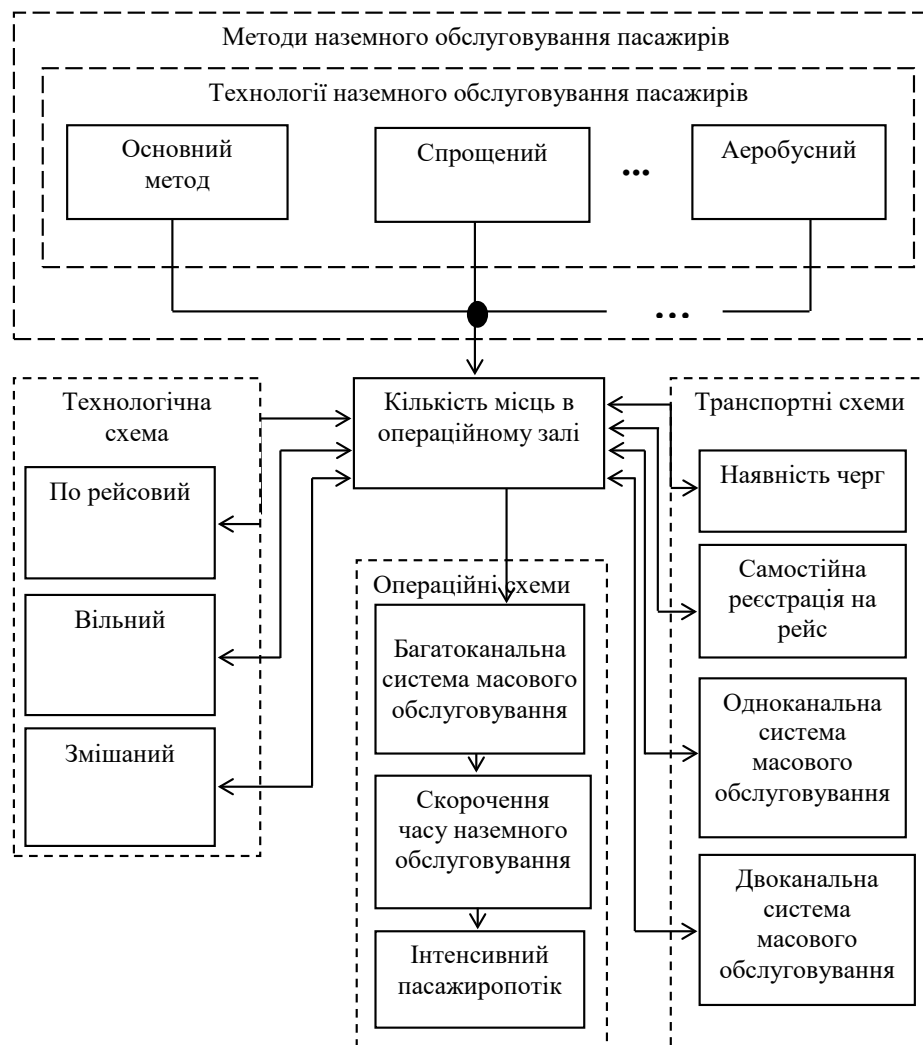 Методи наземного обслуговування пасажирів
Технології наземного обслуговування пасажирів
Основний
метод
Спрощений
...
Аеробусний
...
Технологічна
схема
По рейсовий
Вільний
Змішаний
Кількість місць в
операційному залі
Операційні схеми
Багатоканальна
система масового
обслуговування
Скорочення
часу наземного
обслуговування
Інтенсивний
пасажиропотік
Транспортні схеми
Наявність черг
Самостійна
реєстрація на
рейс
Одноканальна
система
масового
обслуговування
Двоканальна
система
масового
обслуговування